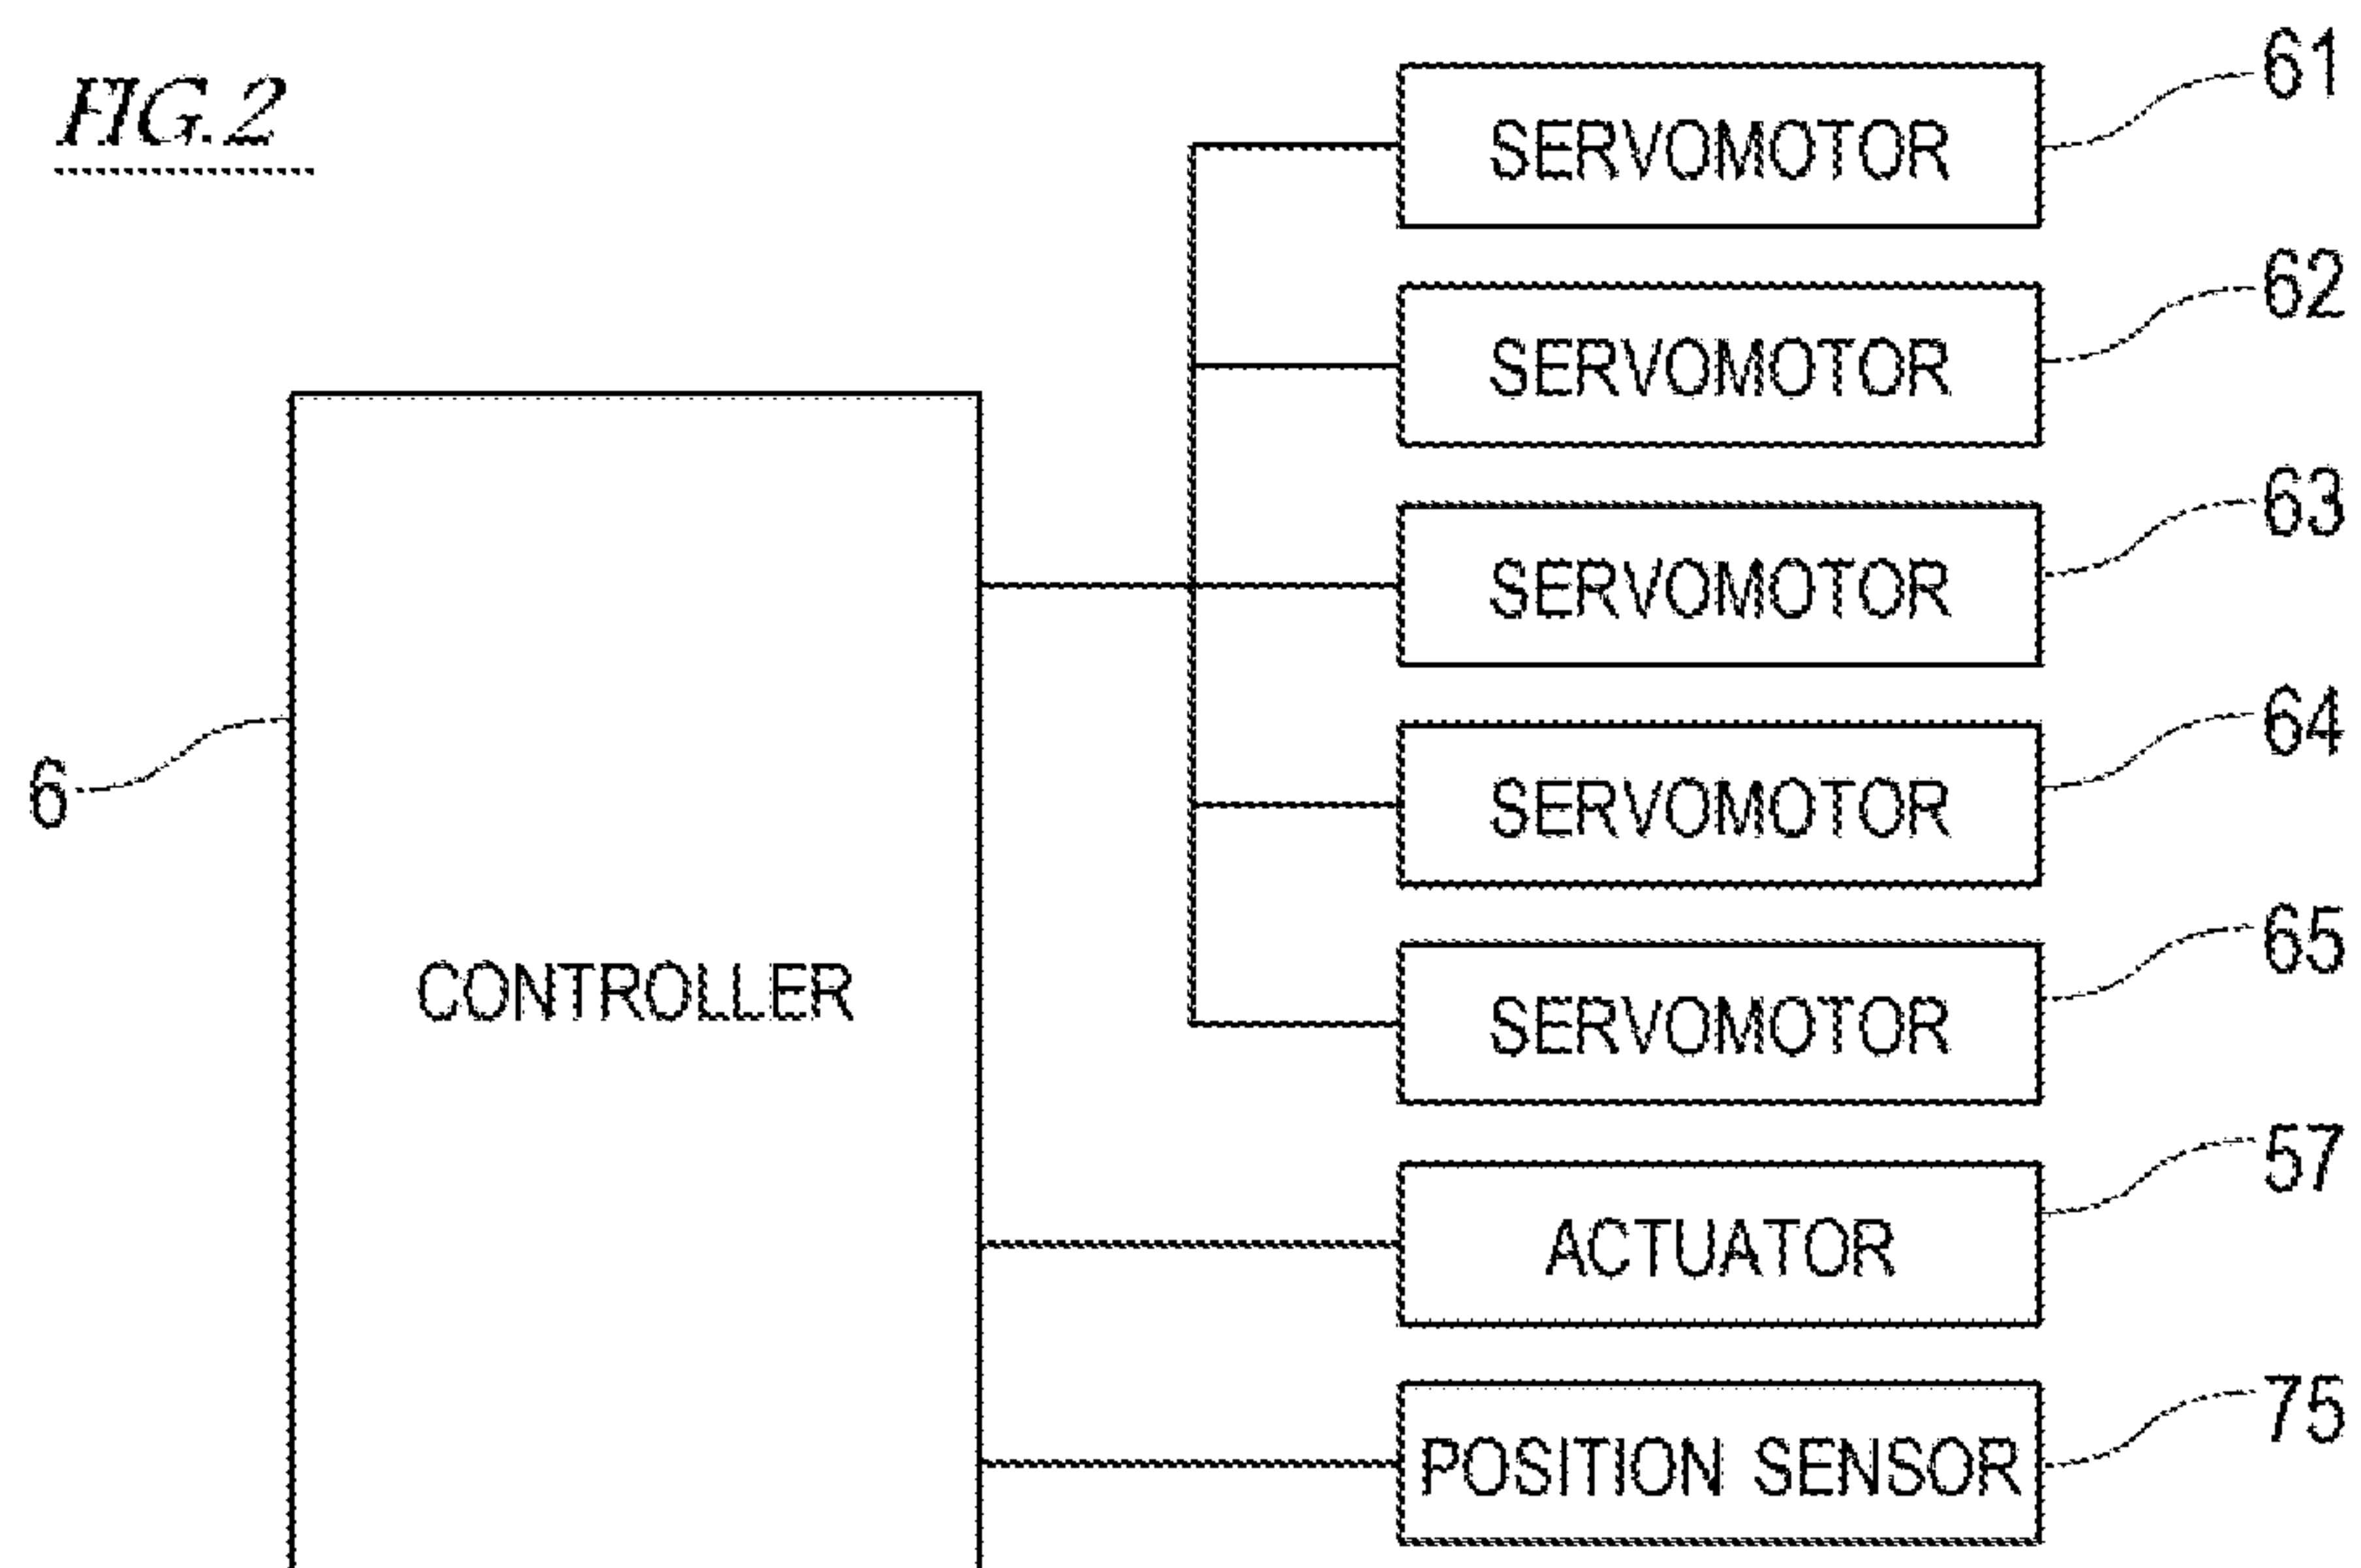 FIG.2
SERVOMOTOR 61
SERVOMOTOR 62
SERVOMOTOR 63
SERVOMOTOR 64
6
CONTROLLER
SERVOMOTOR 65
ACTUATOR 57
POSITION SENSOR 75